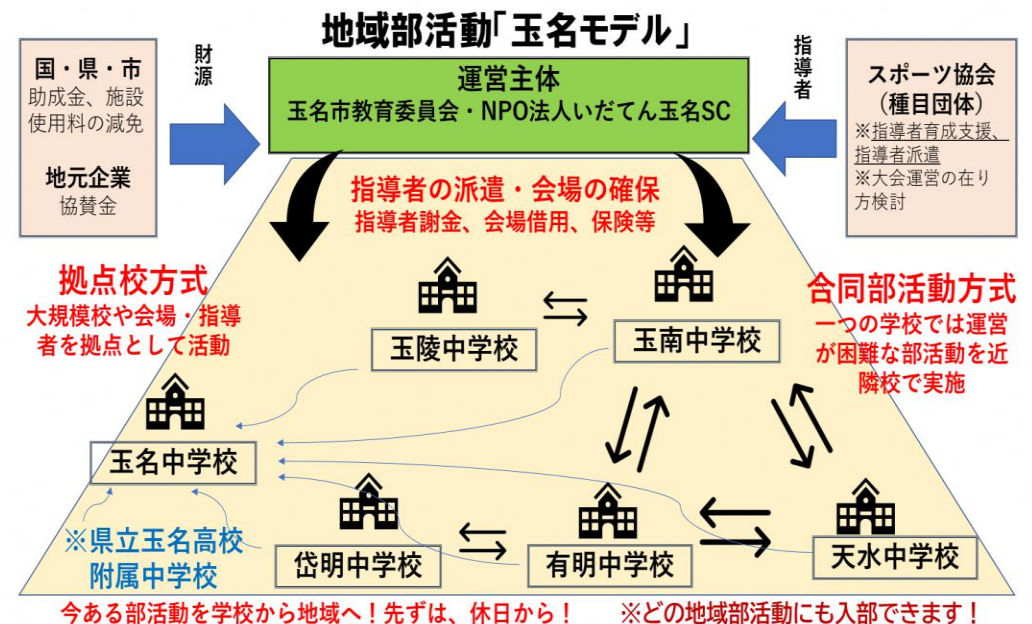 地域部活動「玉名モデル」
国・県・市
助成金、施設
使用料の減免
地元企業
協賛金
財源
運営主体
玉名市教育委員会・NPO法人いだてん玉名SC
指導者
スポーツ協会
（種目団体）
※指導者育成支援、
指導者派遣
※大会運営の在り
方検討
指導者の派遣・会場の確保
指導者謝金、会場借用、保険等
拠点校方式
大規模校や会場・指導
者を拠点として活動
合同部活動方式
一つの学校では運営
が困難な部活動を近
隣校で実施
玉陵中学校
玉南中学校
玉名中学校
※県立玉名高校
附属中学校
岱明中学校
有明中学校
天水中学校
今ある部活動を学校から地域へ！先ずは、休日から！
※どの地域部活動にも入部できます！